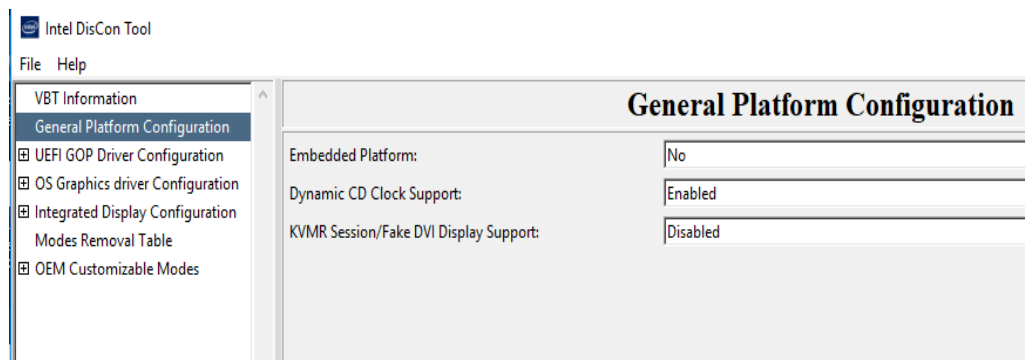 Intel DisCon Tool
File Help
VBT Information
General Platform Configuration
UEFI GOP Driver Configuration
OS Graphics driver Configuration
Integrated Display Configuration
Modes Removal Table
OEM Customizable Modes
General Platform Configuration
Embedded Platform: No
Dynamic CD Clock Support: Enabled
KVMR Session/Fake DVI Display Support: Disabled